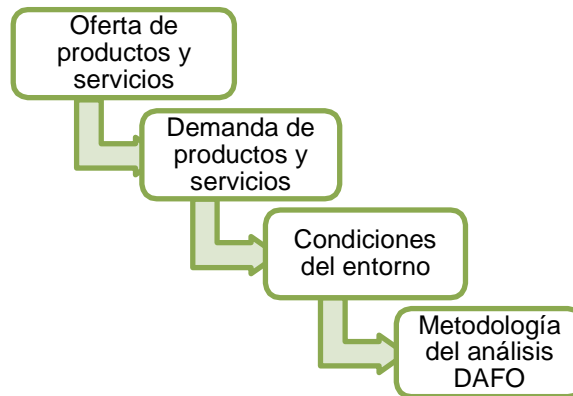 Oferta de
productos y
servicios
Demanda de
productos y
servicios
Condiciones
del entorno
Metodología
del análisis
DAFO